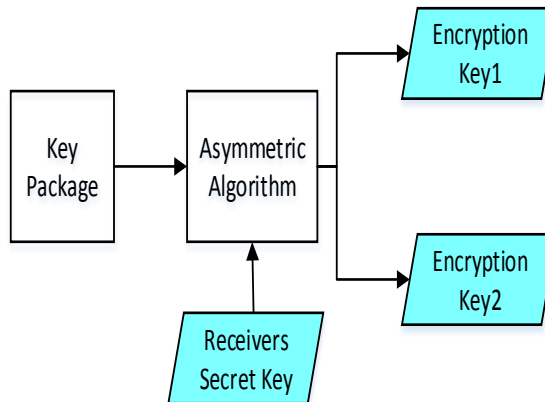 Key
Package
Asymmetric
Algorithm
Encryption
Key1
Encryption
Key2
Receivers
Secret Key